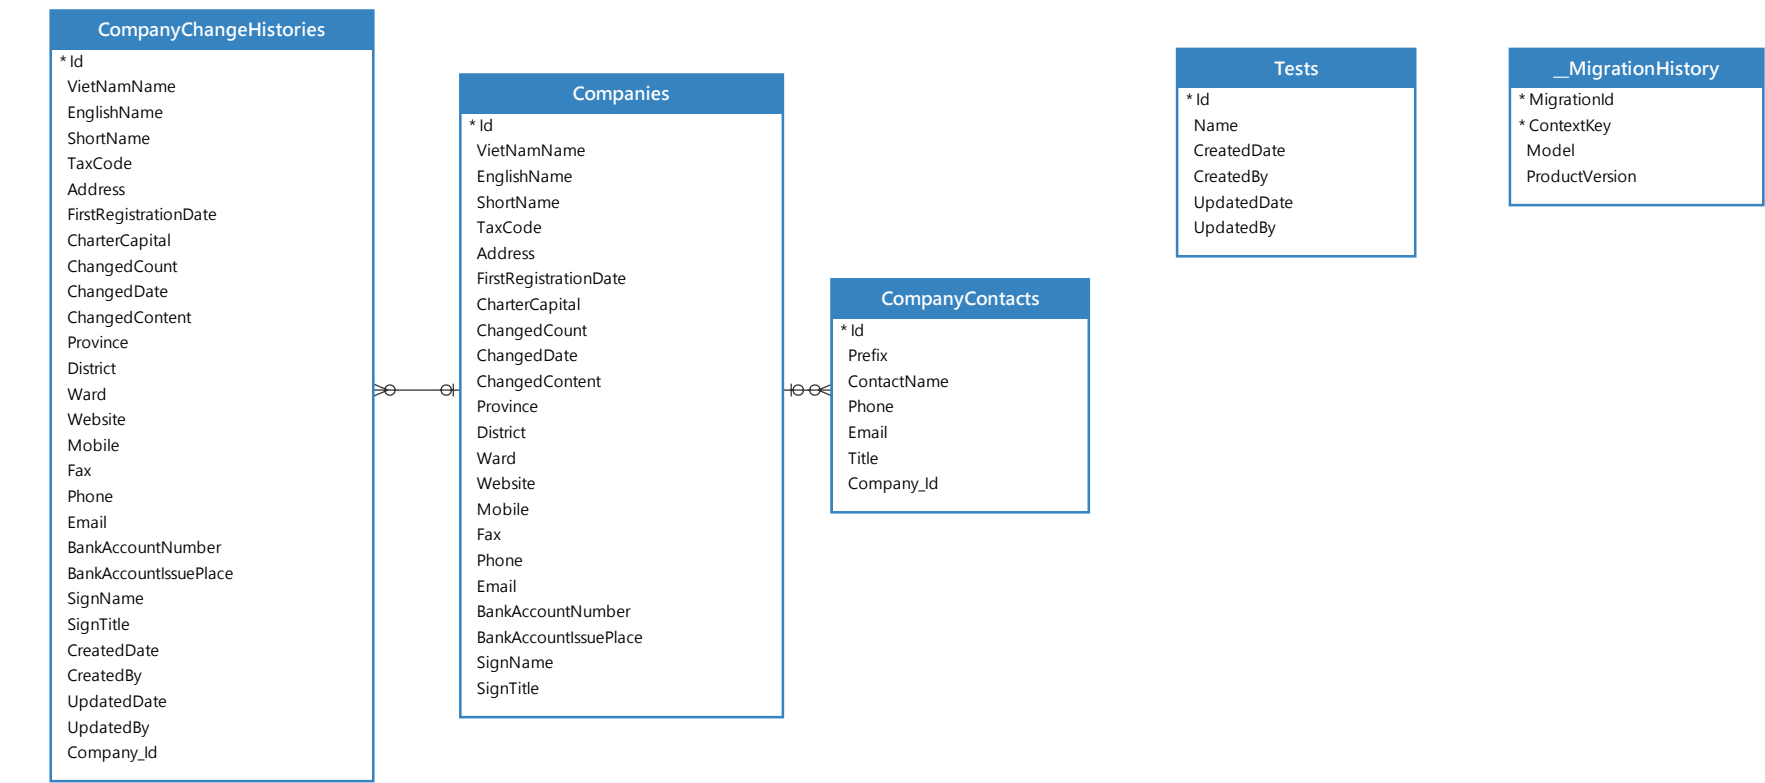 CompanyChangeHistories
* Id
VietNamName
EnglishName
ShortName
TaxCode
Address
FirstRegistrationDate
CharterCapital
ChangedCount
ChangedDate
ChangedContent
Province
District
Ward
Website
Mobile
Fax
Phone
Email
BankAccountNumber
BankAccountIssuePlace
SignName
SignTitle
CreatedDate
CreatedBy
UpdatedDate
UpdatedBy
Company_Id
Companies
* Id
VietNamName
EnglishName
ShortName
TaxCode
Address
FirstRegistrationDate
CharterCapital
ChangedCount
ChangedDate
ChangedContent
Province
District
Ward
Website
Mobile
Fax
Phone
Email
BankAccountNumber
BankAccountIssuePlace
SignName
SignTitle
CompanyContacts
* Id
Prefix
ContactName
Phone
Email
Title
Company_Id
Tests
* Id
Name
CreatedDate
CreatedBy
UpdatedDate
UpdatedBy
__MigrationHistory
* MigrationId
* ContextKey
Model
ProductVersion